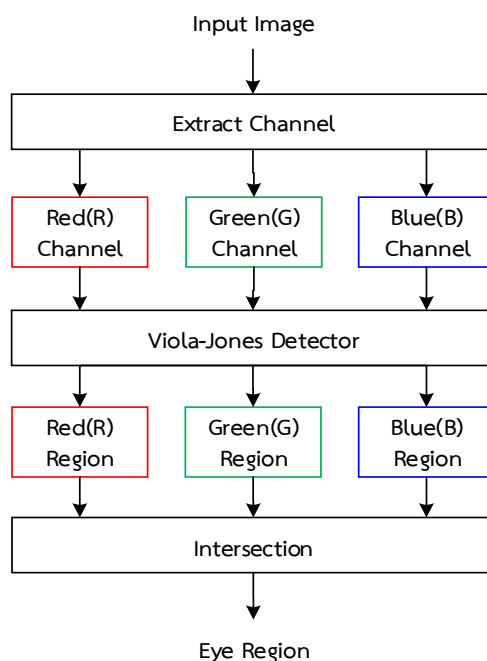 Input Image
Extract Channel
Red(R)
Channel
Green(G)
Channel
Blue(B)
Channel
Viola-Jones Detector
Red(R)
Region
Green(G)
Region
Blue(B)
Region
Intersection
Eye Region